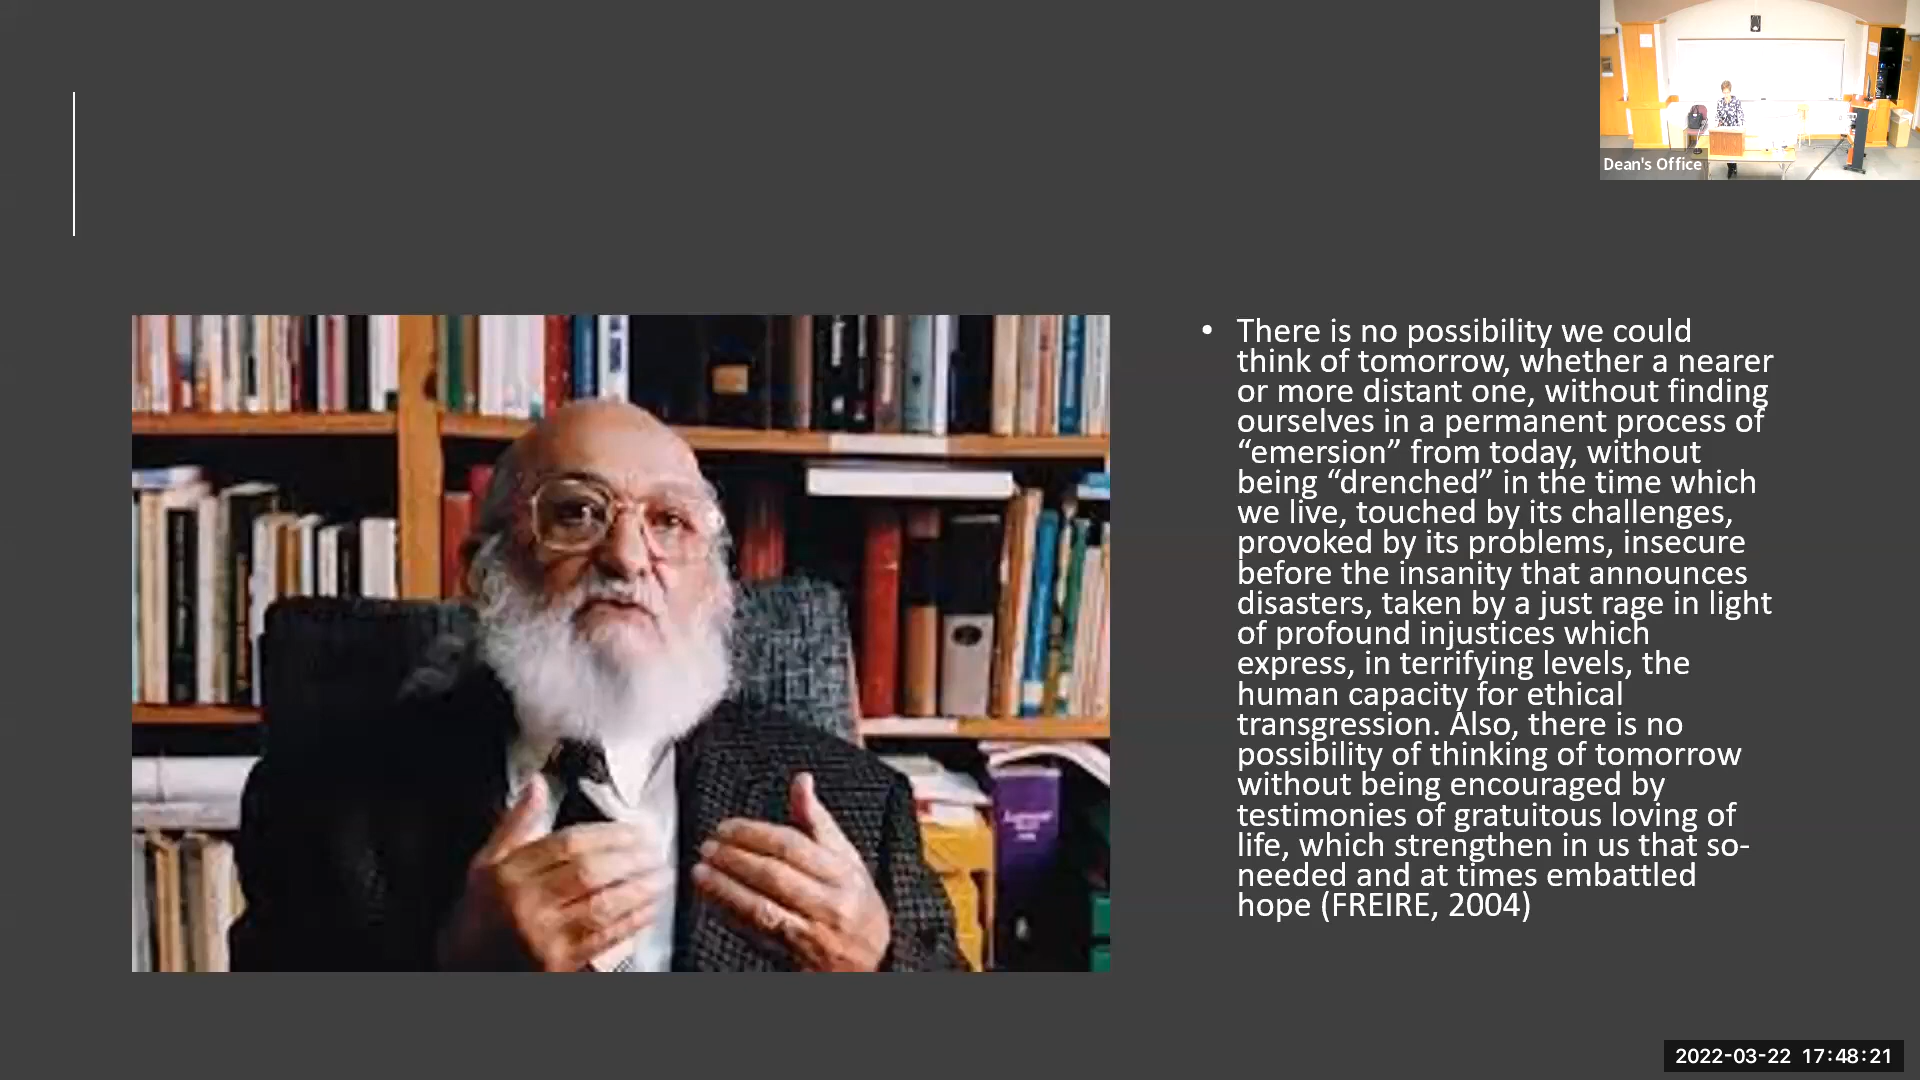 Dean's Office
• There is no possibility we could
think of tomorrow, whether a nearer
or more distant one, without finding
ourselves in a permanent process of
“emersion” from today, without
being “drenched” in the time which
we live, touched by its challenges,
provoked by its problems, insecure
before the insanity that announces
disasters, taken by a just rage in light
of profound injustices which
express, in terrifying levels, the
human capacity for ethical
transgression. Also, there is no
possibility of thinking of tomorrow
without being encouraged by
testimonies of gratuitous loving of
life, which strengthen in us that so-
needed and at times embattled
hope (FREIRE, 2004)
2022-03-22 17:48:21